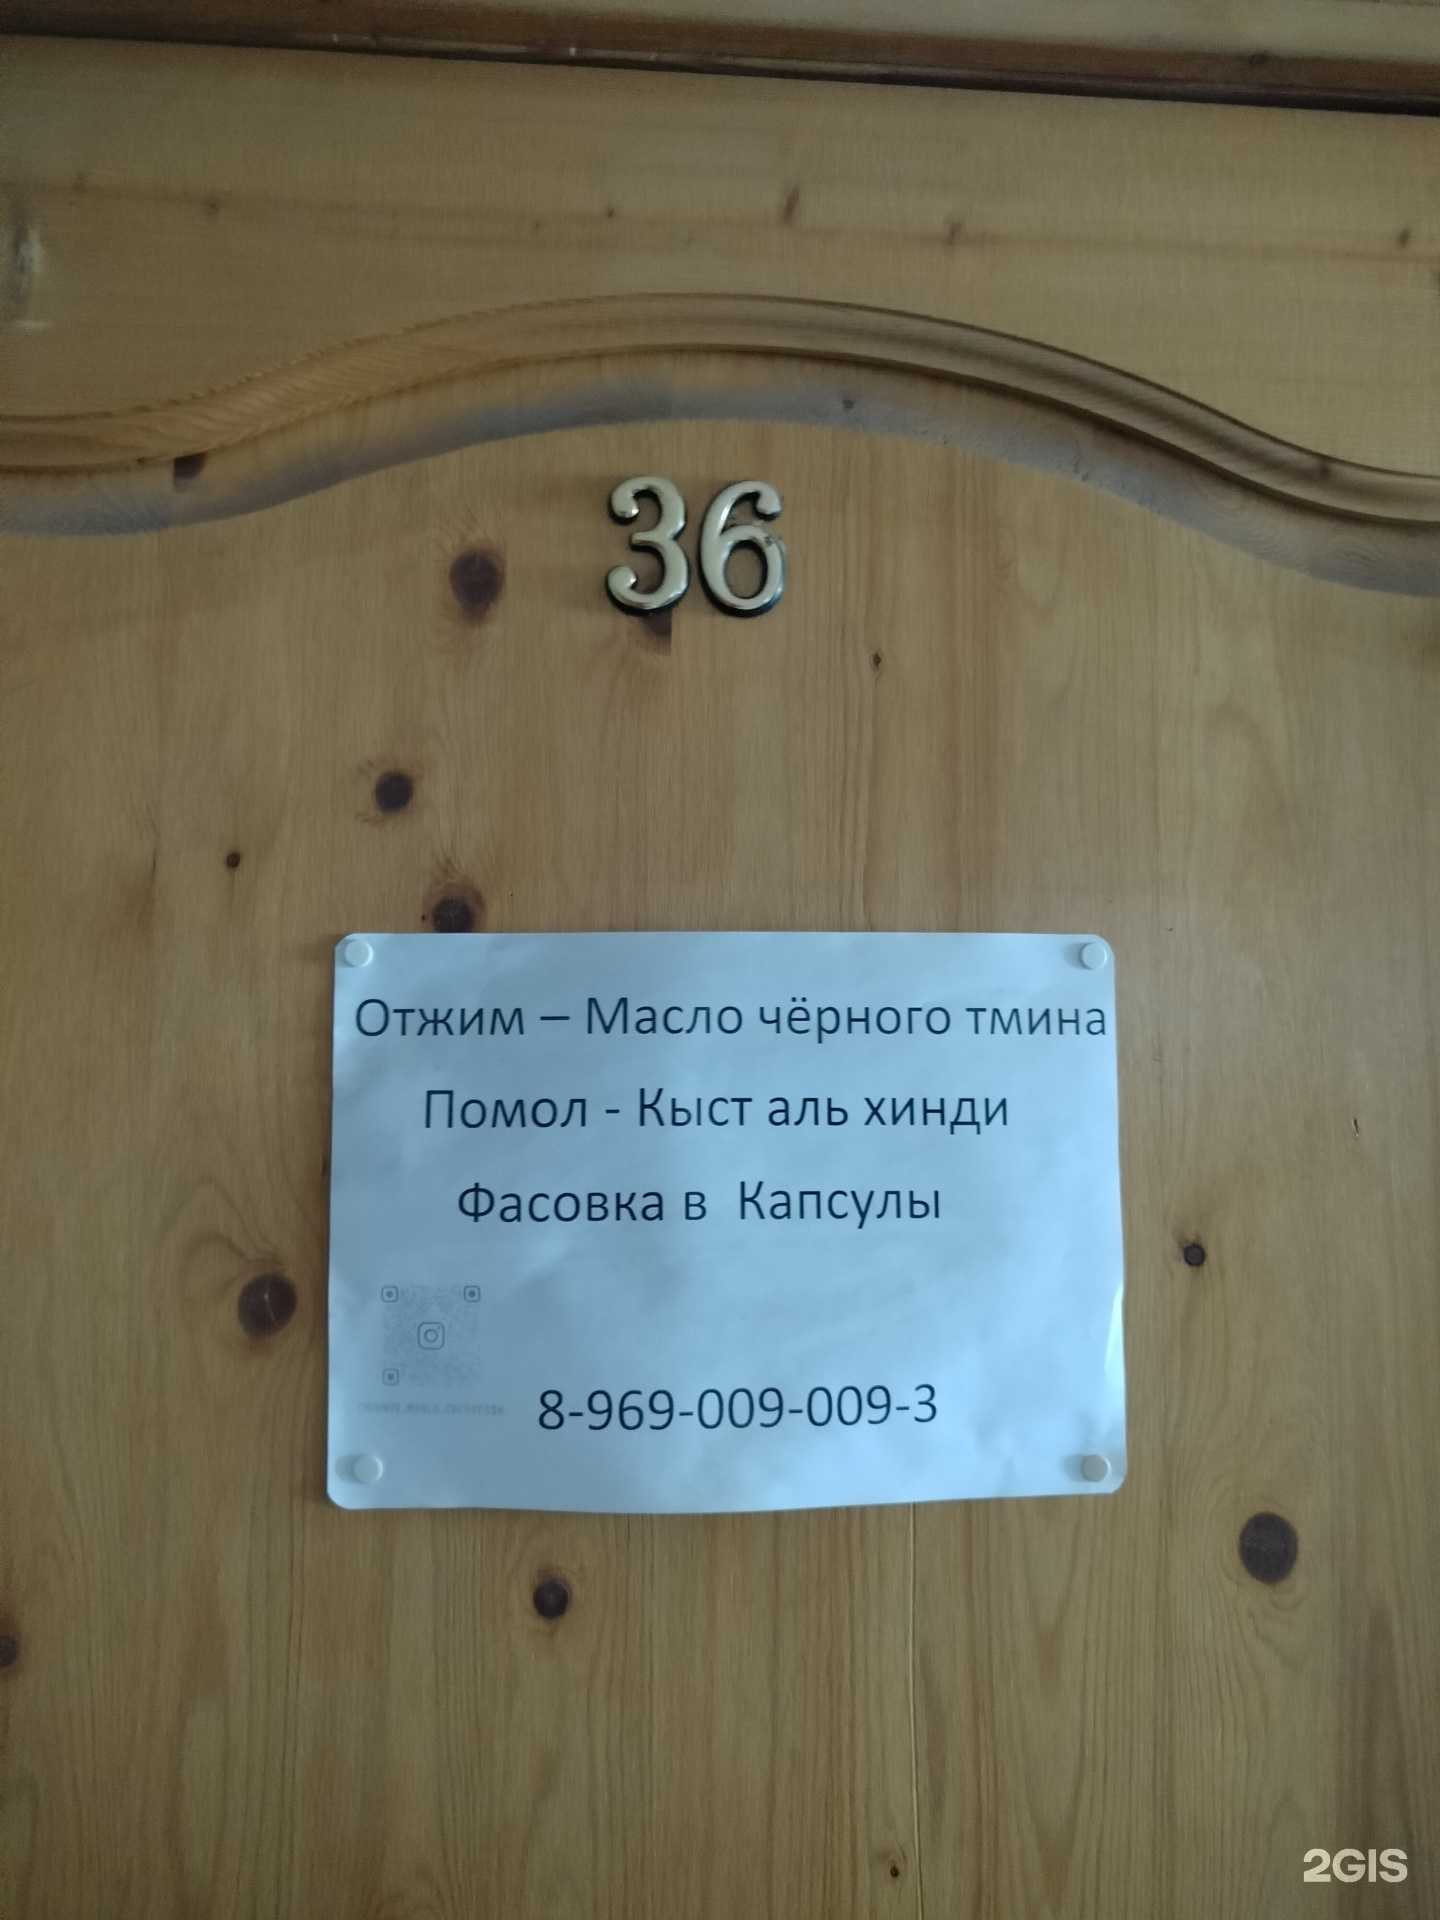 36
Отжим – Масло чёрного тмина
Помол - Кыст аль хинди
Фасовка в Капсулы
8-969-009-009-3
2GIS